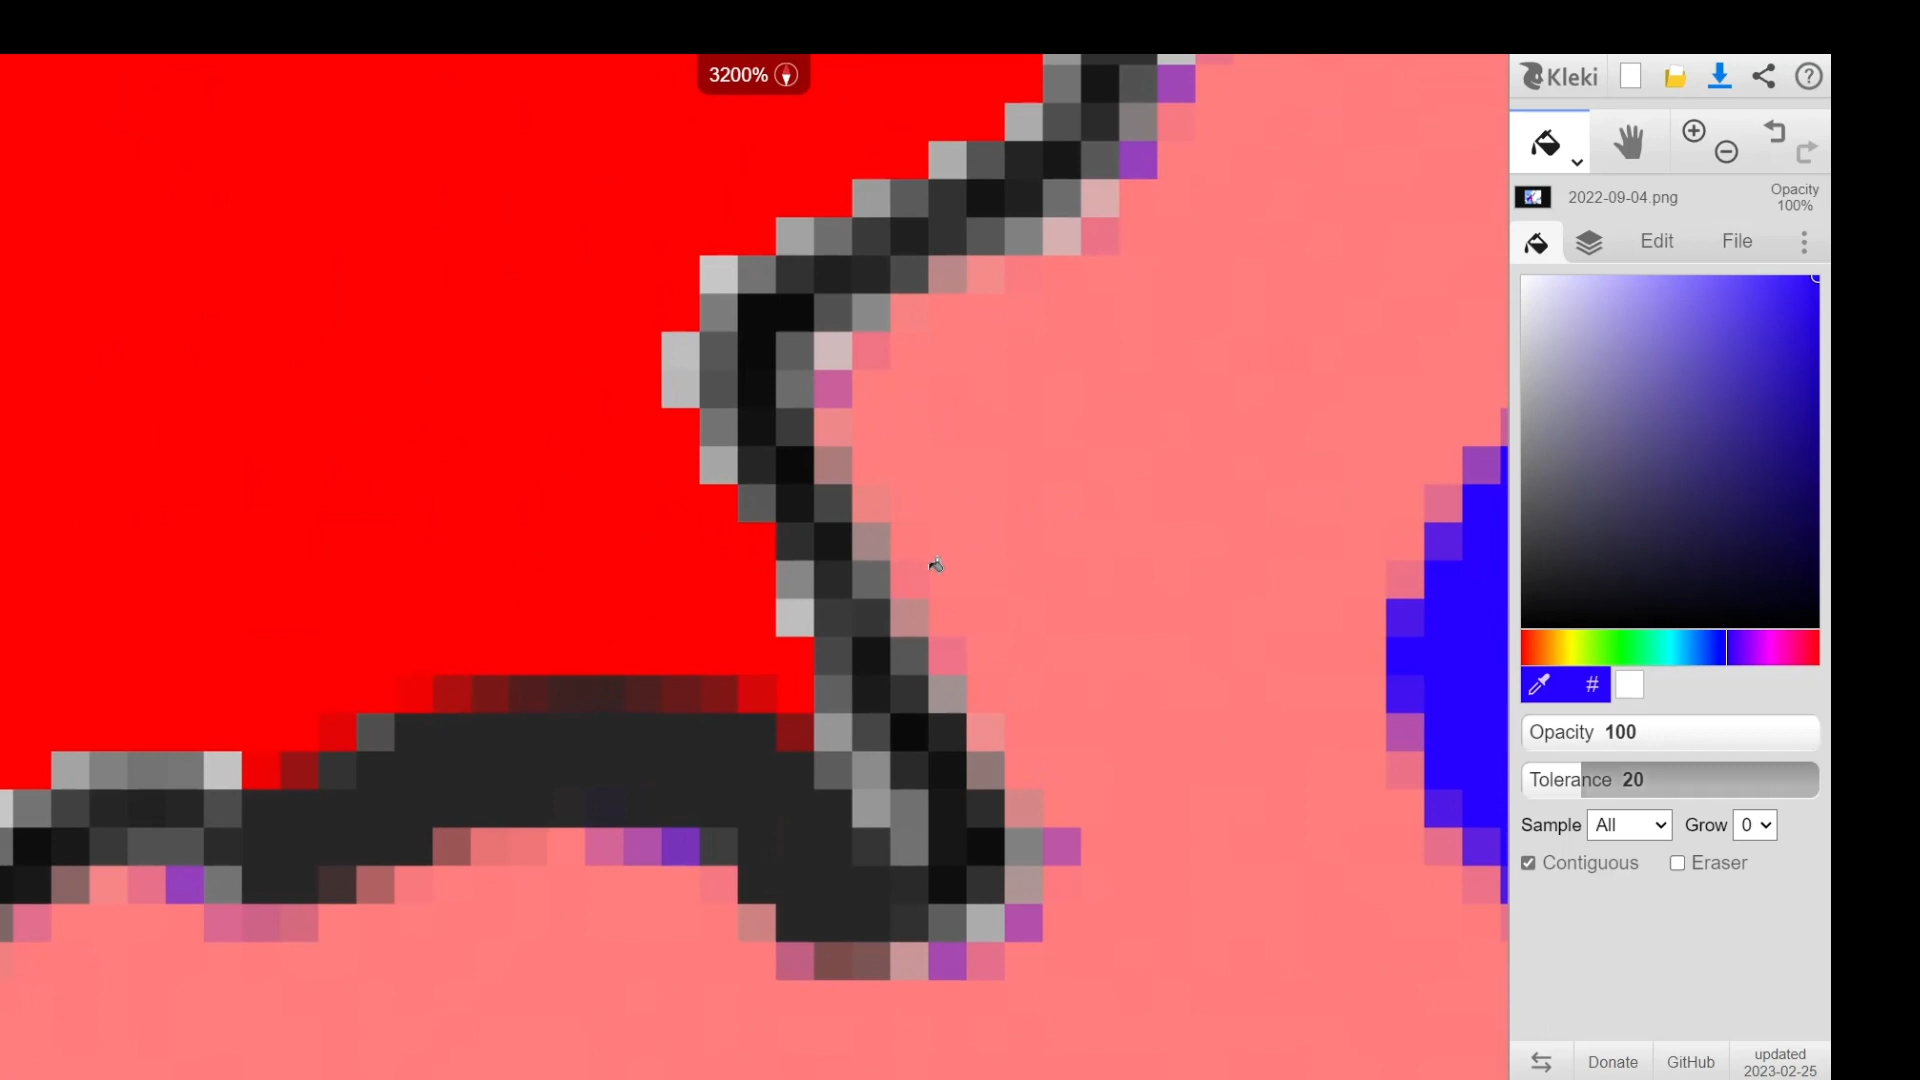 3200%
Kleki
?
2022-09-04.png
Opacity
100%
Edit
File
#
Opacity 100
Tolerance 20
Sample All Grow 0
Contiguous Eraser
Donate
GitHub
updated
2023-02-25